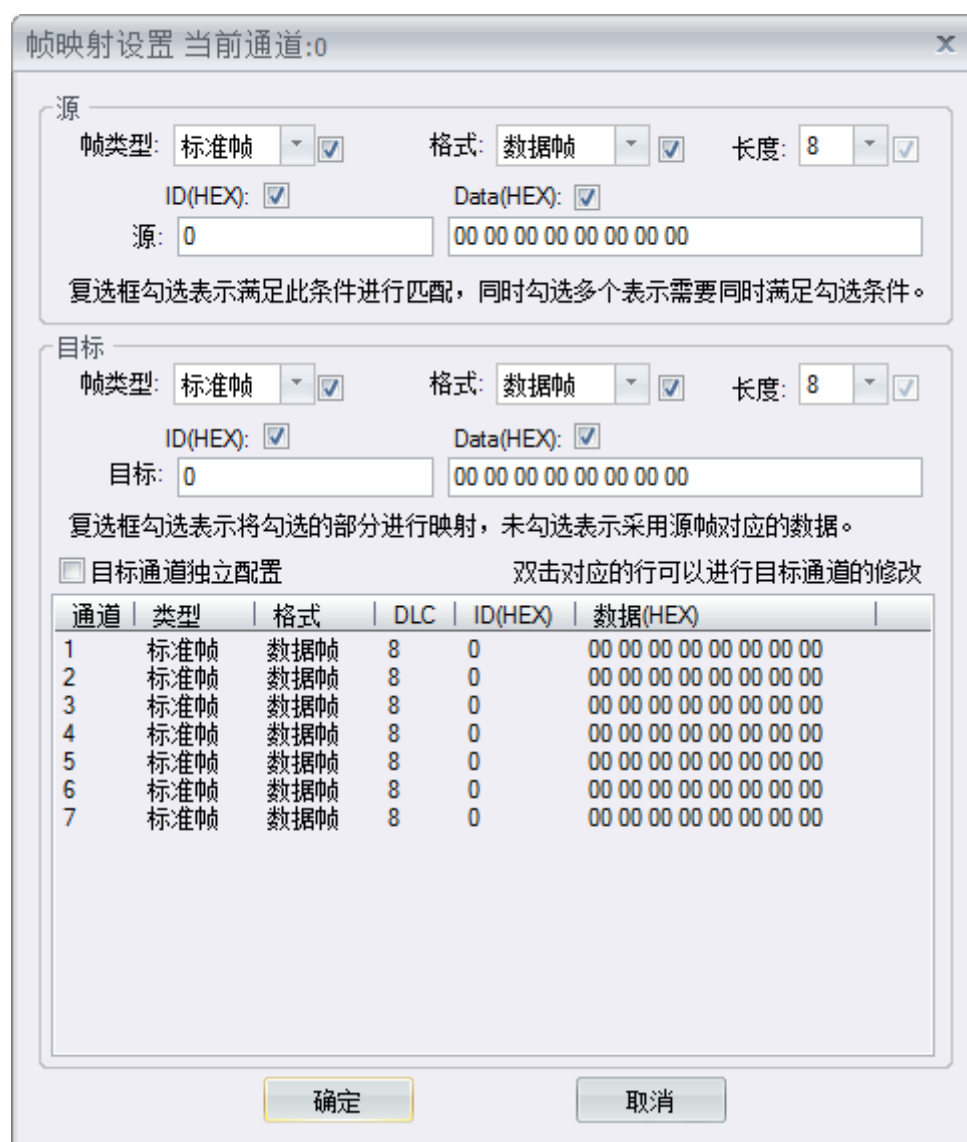 帧映射设置 当前通道:0
源
帧类型: 标准帧 格式: 数据帧 长度: 8
ID(HEX): Data(HEX):
源: 0 00 00 00 00 00 00 00 00
复选框勾选表示满足此条件进行匹配，同时勾选多个表示需要同时满足勾选条件。
目标
帧类型: 标准帧 格式: 数据帧 长度: 8
ID(HEX): Data(HEX):
目标: 0 00 00 00 00 00 00 00 00
复选框勾选表示将勾选的部分进行映射，未勾选表示采用源帧对应的数据。
目标通道独立配置 双击对应的行可以进行目标通道的修改
通道 类型 格式 DLC ID(HEX) 数据(HEX)
1 标准帧 数据帧 8 0 00 00 00 00 00 00 00 00
2 标准帧 数据帧 8 0 00 00 00 00 00 00 00 00
3 标准帧 数据帧 8 0 00 00 00 00 00 00 00 00
4 标准帧 数据帧 8 0 00 00 00 00 00 00 00 00
5 标准帧 数据帧 8 0 00 00 00 00 00 00 00 00
6 标准帧 数据帧 8 0 00 00 00 00 00 00 00 00
7 标准帧 数据帧 8 0 00 00 00 00 00 00 00 00
确定 取消